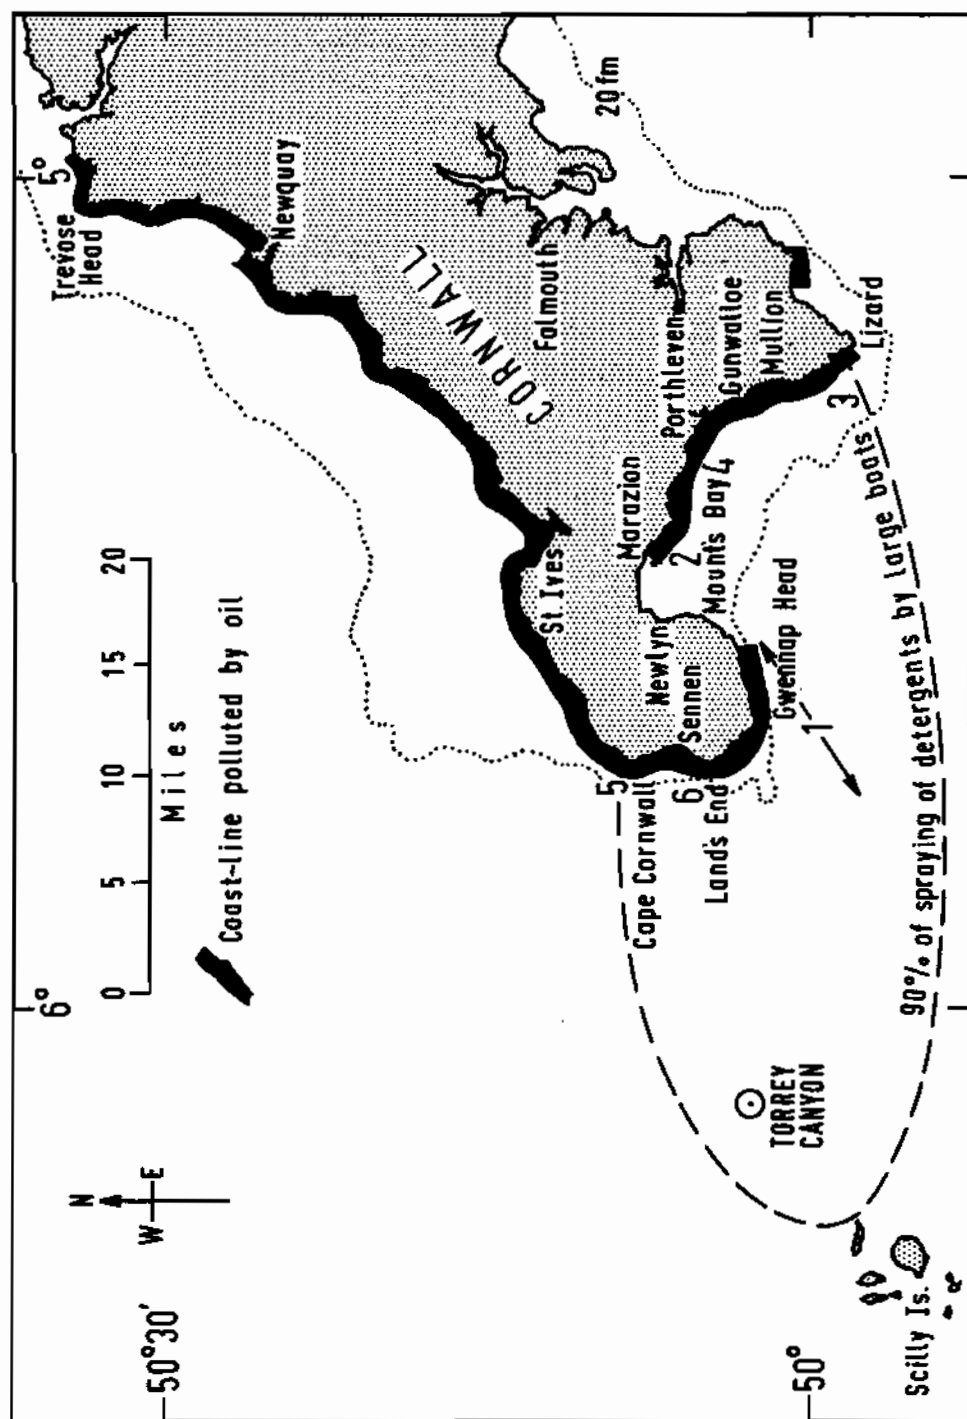 50°30'
6°
5°
N
W
E
0
5
10
15
20
Miles
Coast-line polluted by oil
Trevose
Head
Newquay
CORNWALL
Falmouth
20fm
St. Ives
Marazion
Porthleven
Gunwalloe
Mullion
Lizard
Newlyn
Sennen
Mounts Bay
2
4
3
5
Cape Cornwall
6
Land's End
Gwennap Head
1
TORREY
CANYON
50°
Scilly Is.
90% of spraying of detergents by large boats